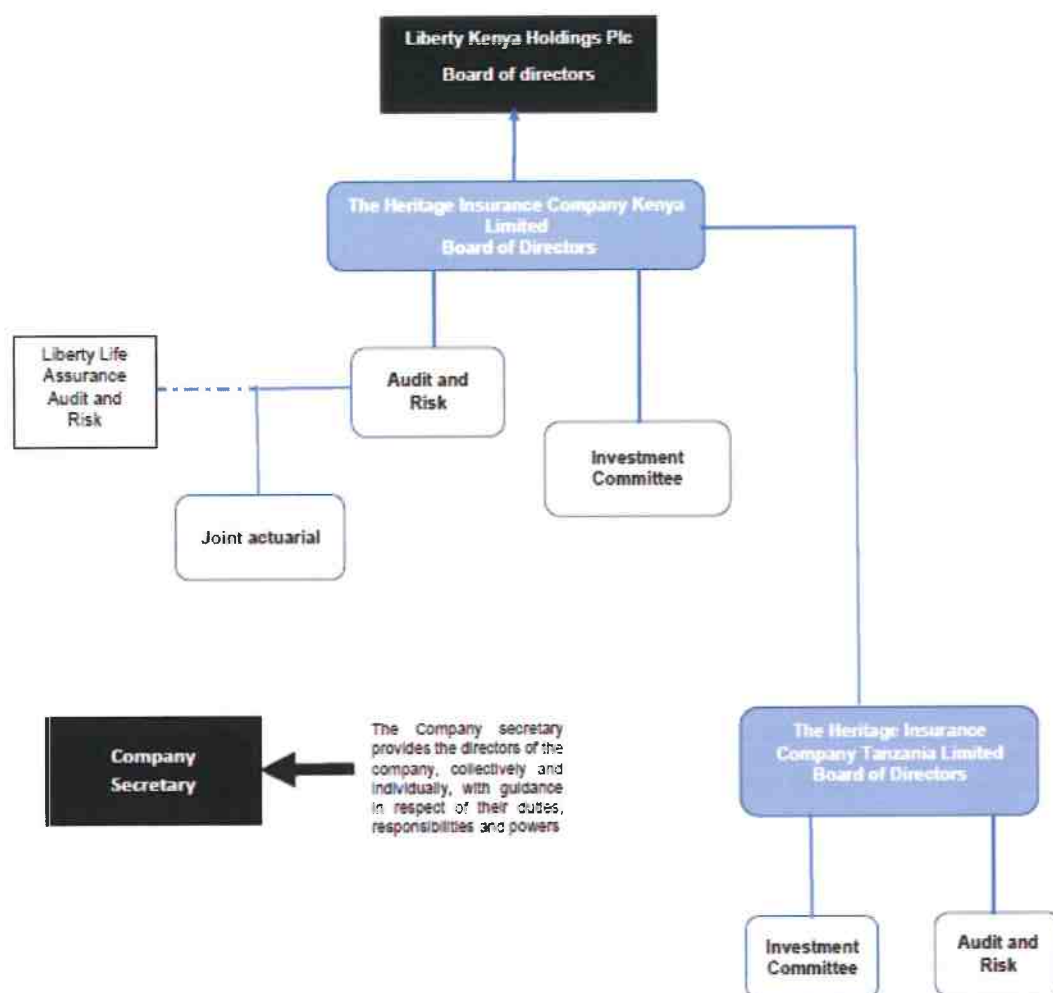 Liberty Kenya Holdings Plc
Board of directors
The Heritage Insurance Company Kenya
Limited
Board of Directors
Liberty Life
Assurance
Audit and
Risk
Audit and
Risk
Investment
Committee
Joint actuarial
Company
Secretary
The Company secretary
provides the directors of the
company, collectively and
individually, with guidance
in respect of their duties,
responsibilities and powers
The Heritage Insurance
Company Tanzania Limited
Board of Directors
Investment
Committee
Audit and
Risk